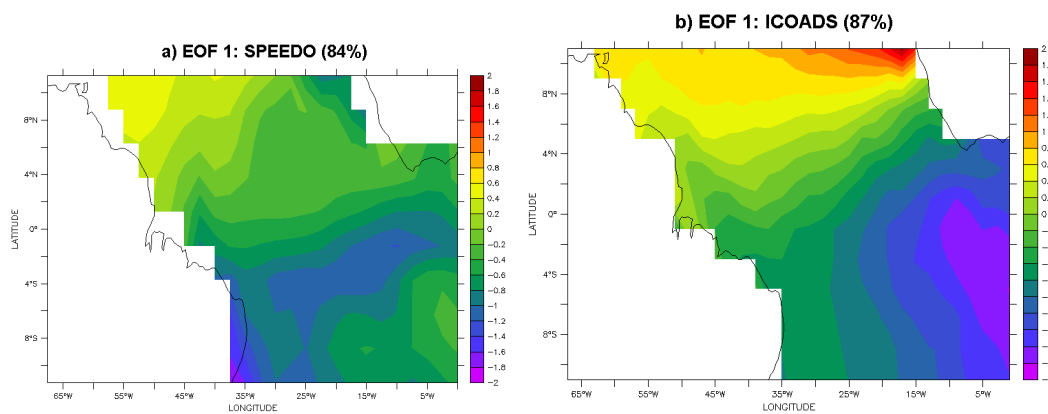 a) EOF 1: SPEEDO (84%)
8°N
4°N
0°
4°S
8°S
LATITUDE
65°W
55°W
45°W
35°W
25°W
15°W
5°W
LONGITUDE
2
1.8
1.6
1.4
1.2
1
0.8
0.6
0.4
0.2
0
−0.2
−0.4
−0.6
−0.8
−1
−1.2
−1.4
−1.6
−1.8
−2
b) EOF 1: ICOADS (87%)
8°N
4°N
0°
4°S
8°S
LATITUDE
65°W
55°W
45°W
35°W
25°W
15°W
5°W
LONGITUDE